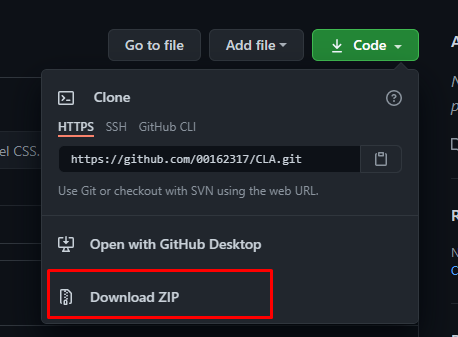 Go to file Add file Code
Clone
HTTPS SSH GitHub CLI
https://github.com/00162317/CLA.git
el CSS.
Use Git or checkout with SVN using the web URL.
Open with GitHub Desktop
Download ZIP